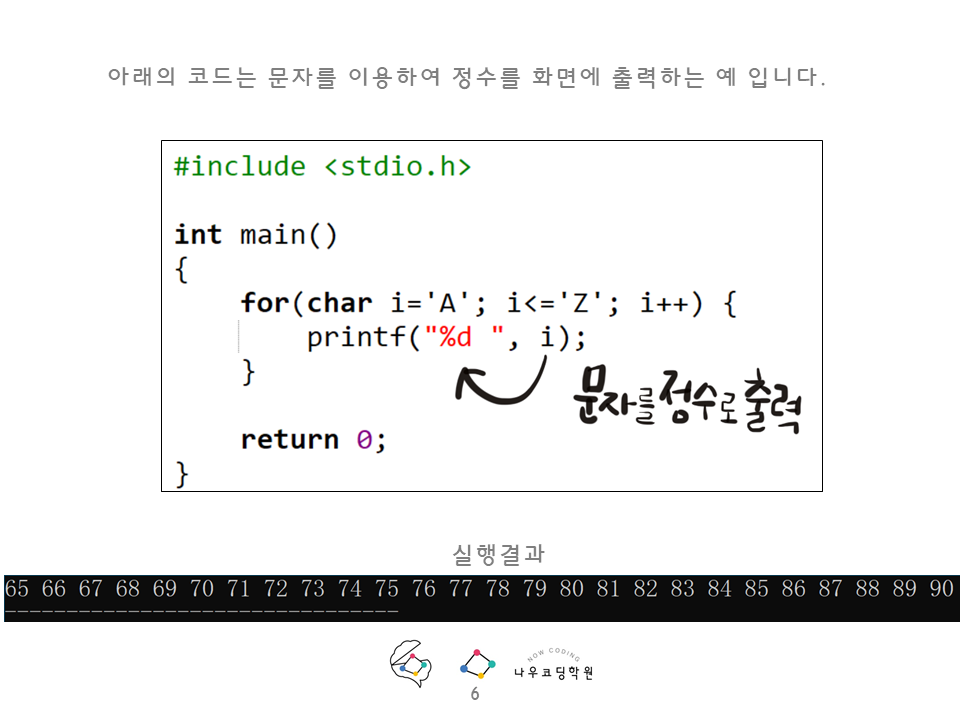 아래의 코드는 문자를 이용하여 정수를 화면에 출력하는 예 입니다.
#include <stdio.h>
int main()
{
for(char i='A'; i<='Z'; i++) {
printf("%d ", i);
}
문자를 정수로 출력
return 0;
}
실행결과
65 66 67 68 69 70 71 72 73 74 75 76 77 78 79 80 81 82 83 84 85 86 87 88 89 90
--------------------------------
NOW CODING
나우코딩학원
6